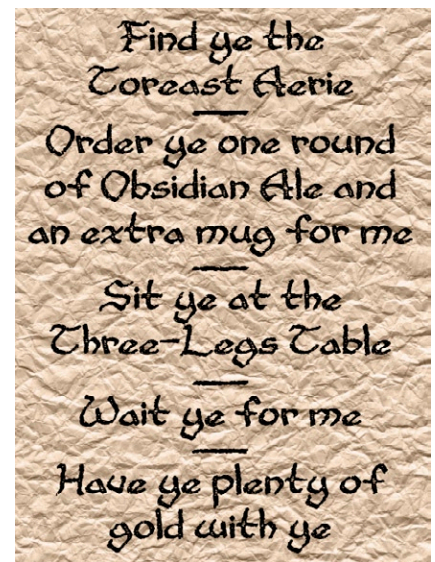 Find ye the
Toreast Aerie
Order ye one round
of Obsidian Ale and
an extra mug for me
Sit ye at the
Three-Legs Table
Wait ye for me
Have ye plenty of
gold with ye